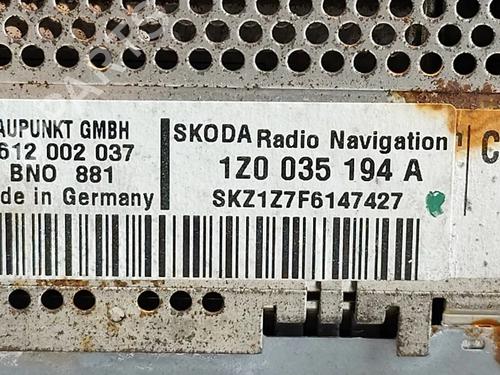 AUPUNKT GMBH
612 002 037
BNO 881
de in Germany
SKODA Radio Navigation
1Z0 035 194 A
SKZ1Z7F6147427
C